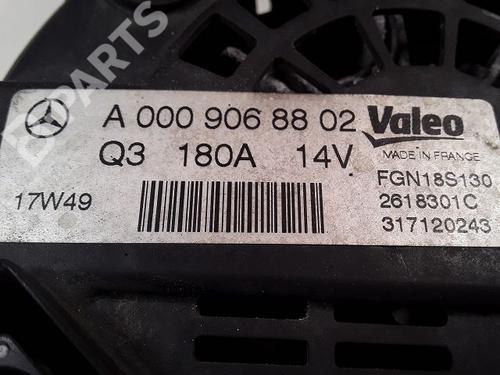 B-PARTS
A 000 906 88 02 Valeo
MADE IN FRANCE
Q3 180A 14V FGN18S130
17W49 2618301C
317120243